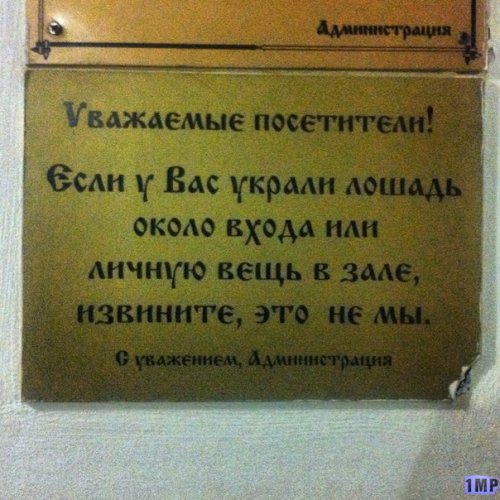 Администрация
Уважаемые посетители!
Если у Вас украли лошадь
около входа или
личную вещь в зале,
извините, это не мы.
С уважением, Администрация
1MP